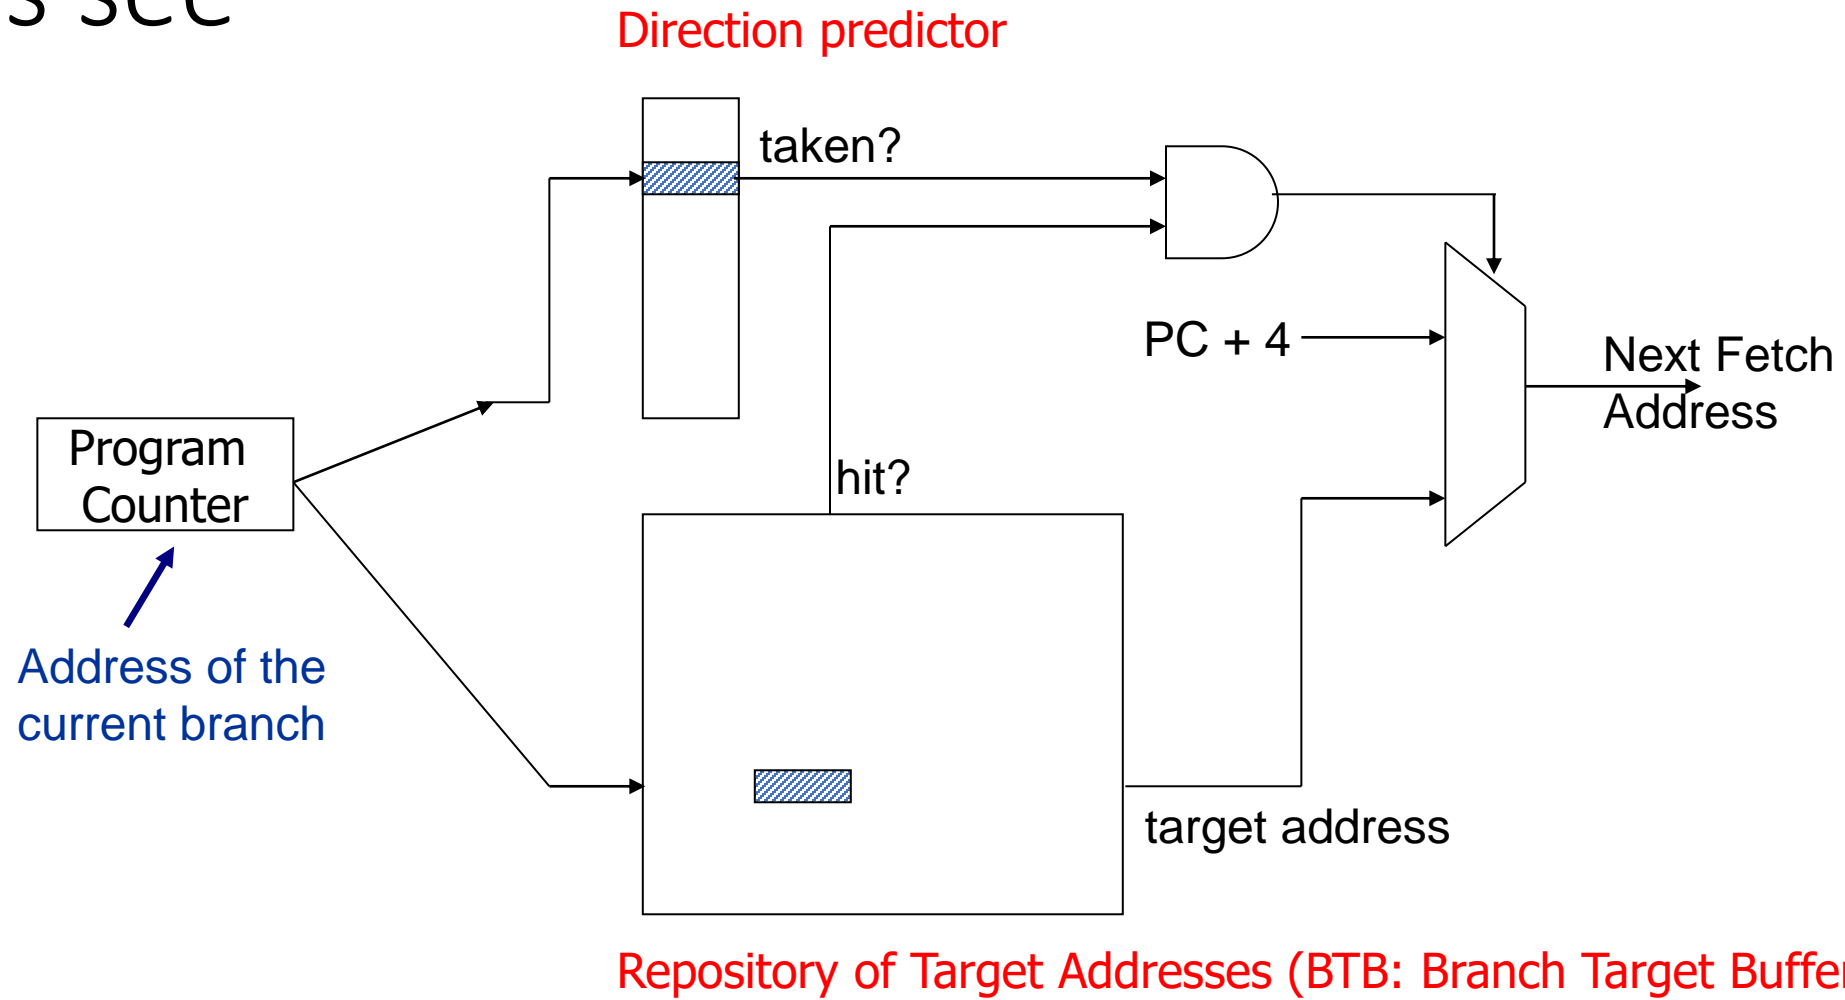 Direction predictor
taken?
PC + 4
Next Fetch
Address
Program
Counter
hit?
Address of the
current branch
target address
Repository of Target Addresses (BTB: Branch Target Buffer